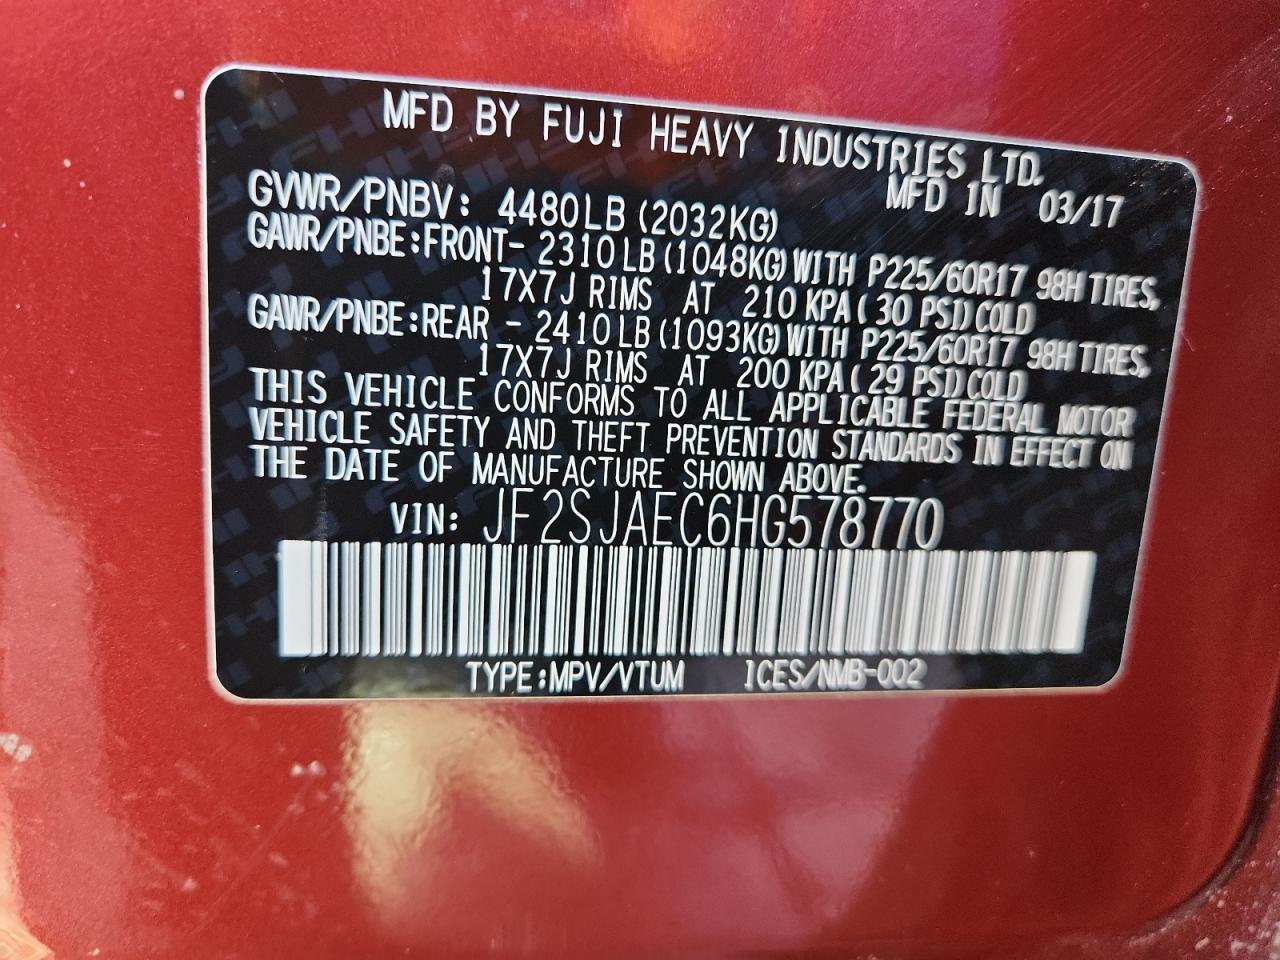 MFD BY FUJI HEAVY INDUSTRIES LTD.
MFD IN 03/17
GVWR/PNBV: 4480LB (2032KG)
GAWR/PNBE:FRONT- 2310LB (1048KG) WITH P225/60R17 98H TIRES,
17X7J RIMS AT 210 KPA (30 PSI) COLD
GAWR/PNBE:REAR - 2410LB (1093KG) WITH P225/60R17 98H TIRES,
17X7J RIMS AT 200 KPA (29 PSI) COLD
THIS VEHICLE CONFORMS TO ALL APPLICABLE FEDERAL MOTOR
VEHICLE SAFETY AND THEFT PREVENTION STANDARDS IN EFFECT ON
THE DATE OF MANUFACTURE SHOWN ABOVE.
VIN: JF2SJAEC6HG578770
TYPE:MPV/VTUM ICES/NMB-002